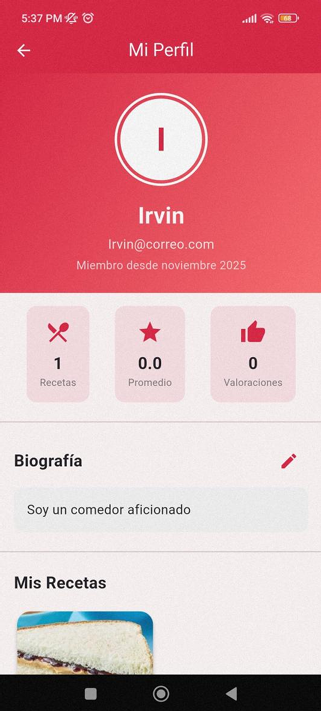 5:37 PM
68
Mi Perfil
I
Irvin
Irvin@correo.com
Miembro desde noviembre 2025
1
Recetas
0.0
Promedio
0
Valoraciones
Biografía
Soy un comedor aficionado
Mis Recetas